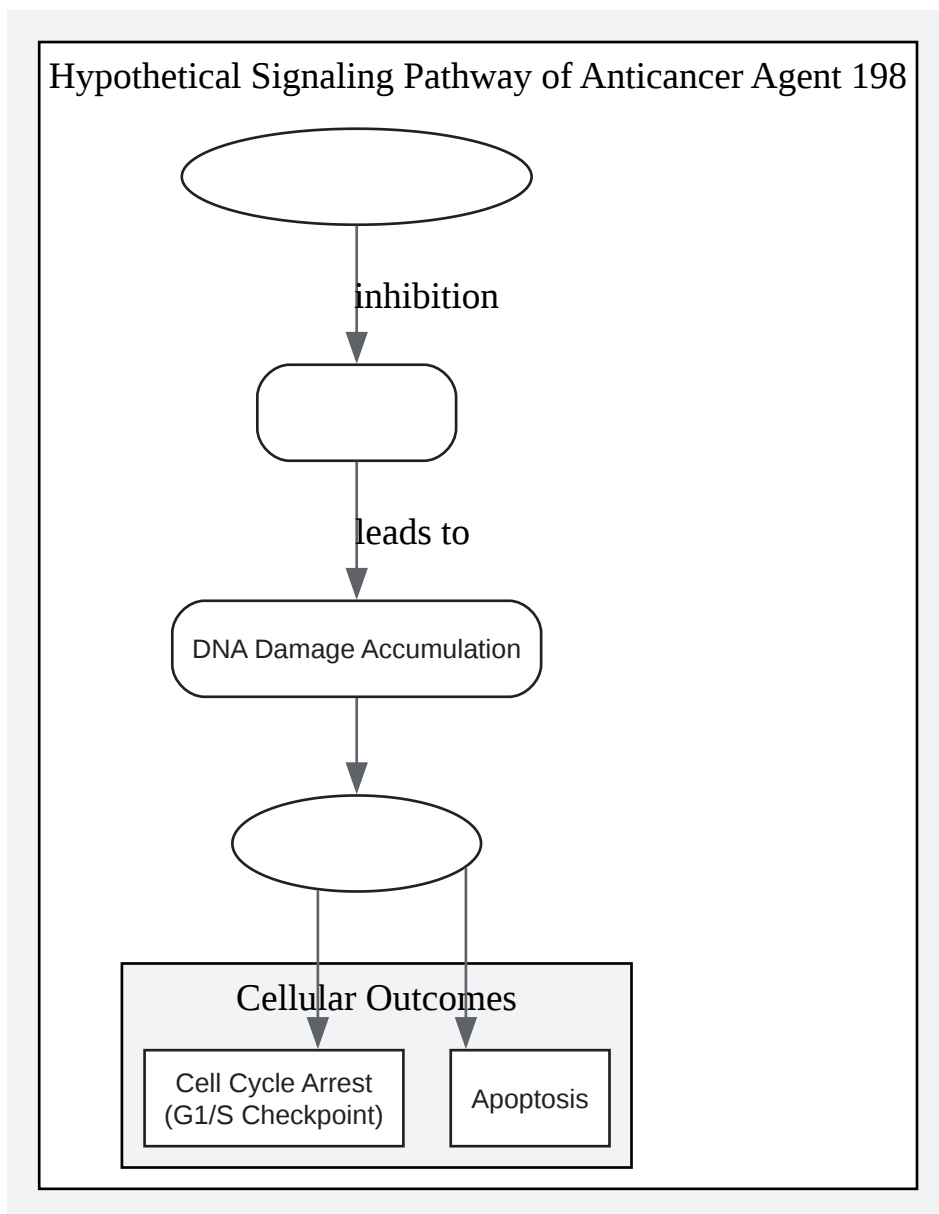 Hypothetical Signaling Pathway of Anticancer Agent 198
inhibition
leads to
DNA Damage Accumulation
Cellular Outcomes
Cell Cycle Arrest
(G1/S Checkpoint)
Apoptosis